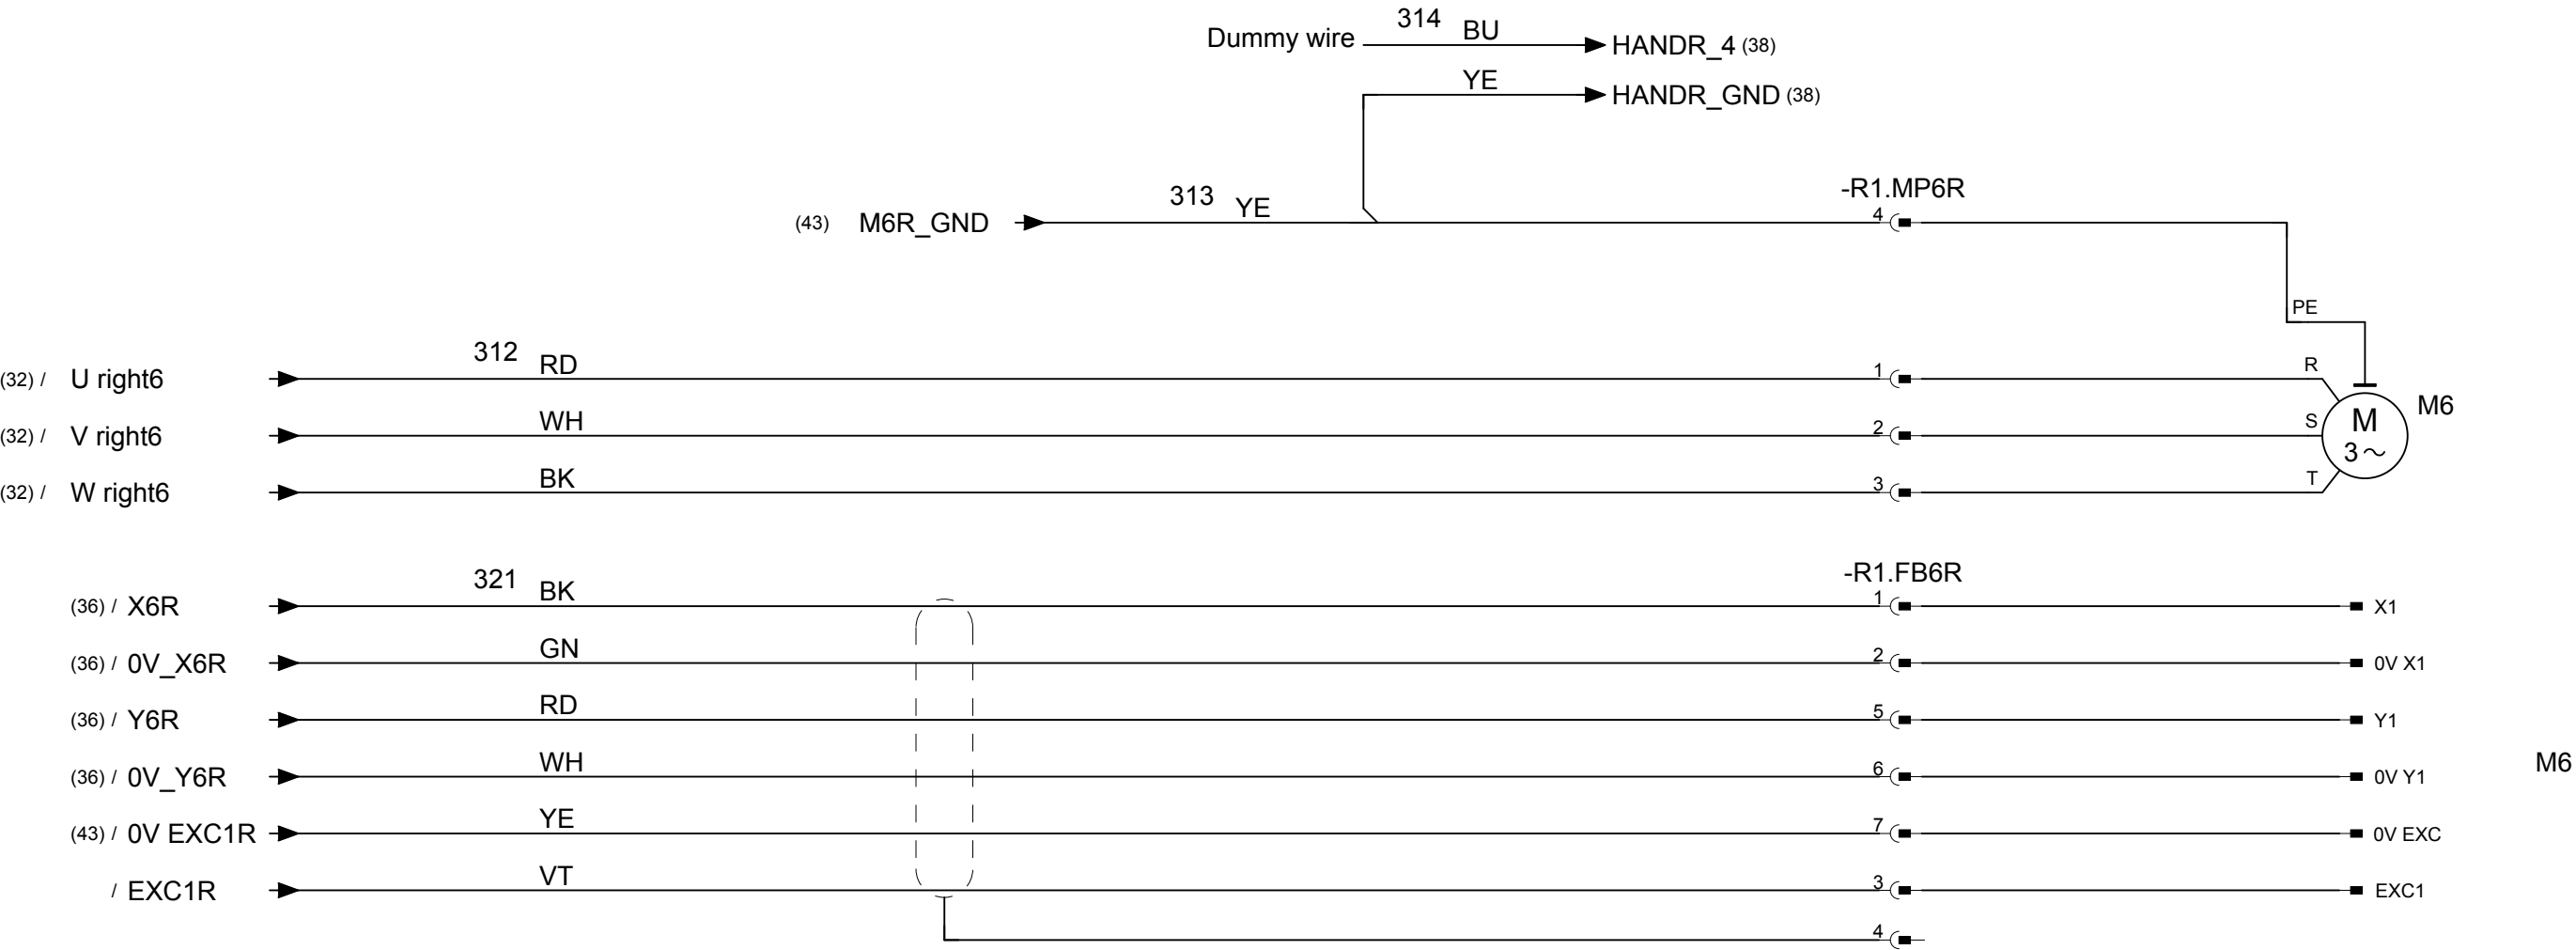 314 BU
Dummy wire HANDR_4 (38)
YE
HANDR_GND (38)
-R1.MP6R
313 YE
(43) M6R_GND 4
PE
312 RD
(32) / U right6 1 R
WH M6
(32) / V right6 2 S M
3~
BK
(32) / W right6 3 T
-R1.FB6R
321 BK
(36) / X6R 1 X1
GN
(36) / 0V_X6R 2 0V X1
RD
(36) / Y6R 5 Y1
WH M6
(36) / 0V_Y6R 6 0V Y1
YE
(43) / 0V EXC1R 7 0V EXC
VT
/ EXC1R 3 EXC1
4